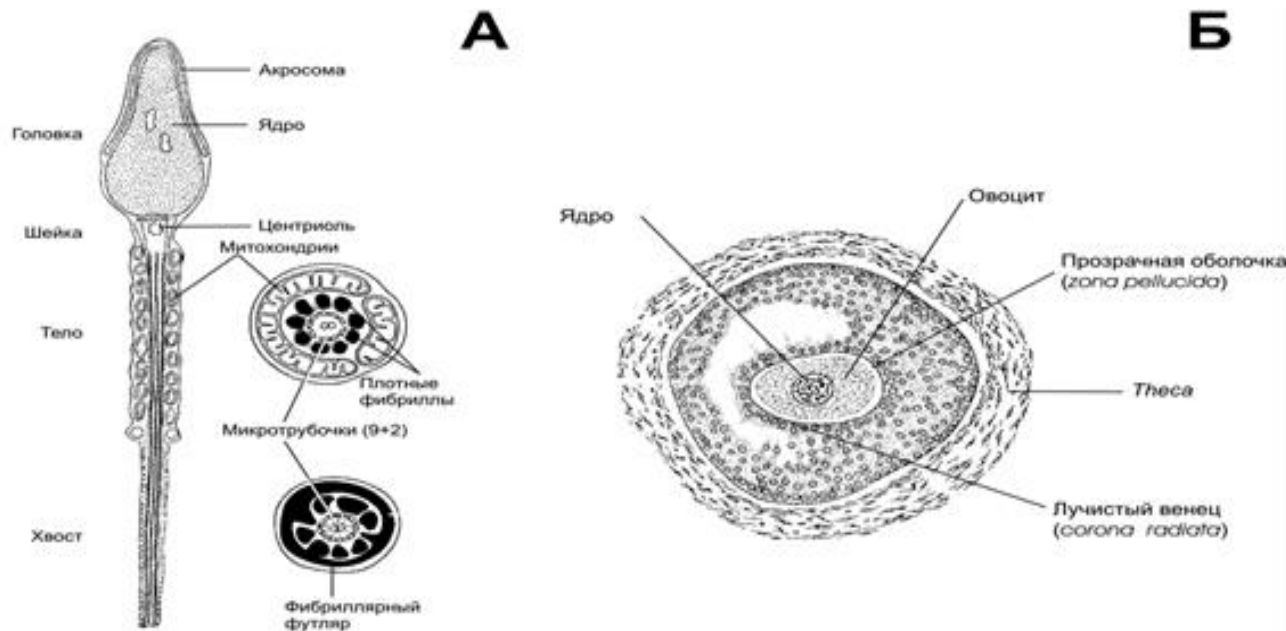 А
Акросома
Ядро
Головка
Шейка
Центриоль
Митохондрии
Тело
Плотные
фибриллы
Микротрубочки (9+2)
Хвост
Фибриллярный
футляр
Б
Ядро
Овоцит
Прозрачная оболочка
(zona pellucida)
Theca
Лучистый венец
(corona radiata)